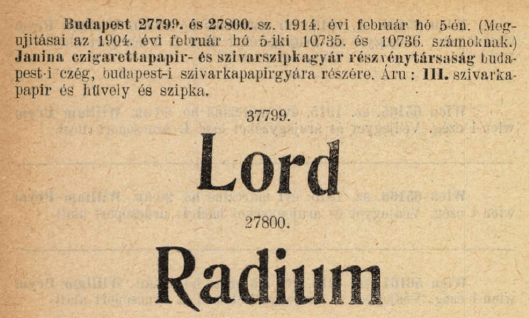 Budapest 27799. és 27800. sz. 1914. évi február hó 5-én. (Meg-
ujitásai az 1904. évi február hó 5-iki 10735. és 10736. számoknak.)
Janina czigarettapapir- és szivarszipkagyár részvénytársaság buda-
pest-i czég, budapest-i szivarkapapirgyára részére. Áru: III. szivarka-
papir és hüvely és szipka.
37799.
Lord
27800.
Radium